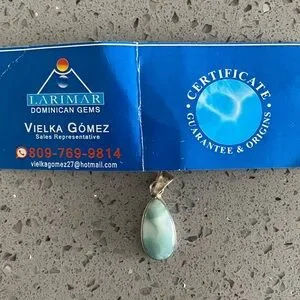 LARIMAR
DOMINICAN GEMS
VIELKA GÓMEZ
Sales Representative
809-769-9814
vielkagomez27@hotmail.com
• CERTIFICATE •
GUARANTEE & ORIGINS